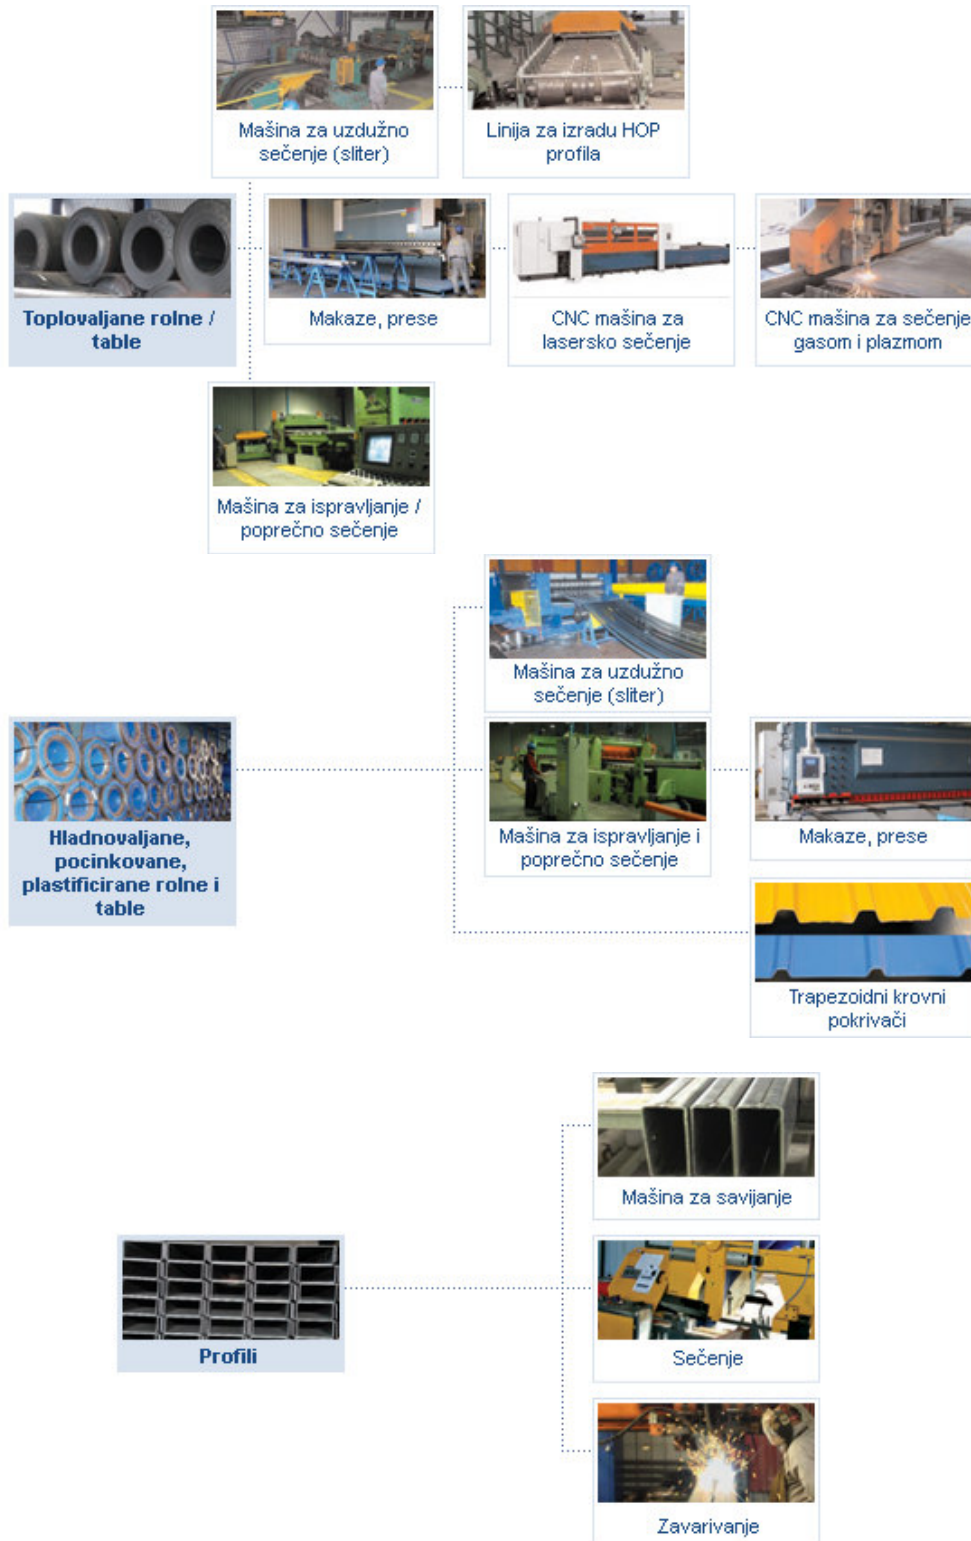 Mašina za uzdužno
sečenje (sliter)
Linija za izradu HOP
profila
Toplovaljane rolne /
table
Makaze, prese
CNC mašina za
lasersko sečenje
CNC mašina za sečenje
gasom i plazmom
Mašina za ispravljanje /
poprečno sečenje
Mašina za uzdužno
sečenje (sliter)
Hladnovaljane,
pocinkovane,
plastificirane rolne i
table
Mašina za ispravljanje i
poprečno sečenje
Makaze, prese
Trapezoidni krovni
pokrivači
Mašina za savijanje
Profili
Sečenje
Zavarivanje